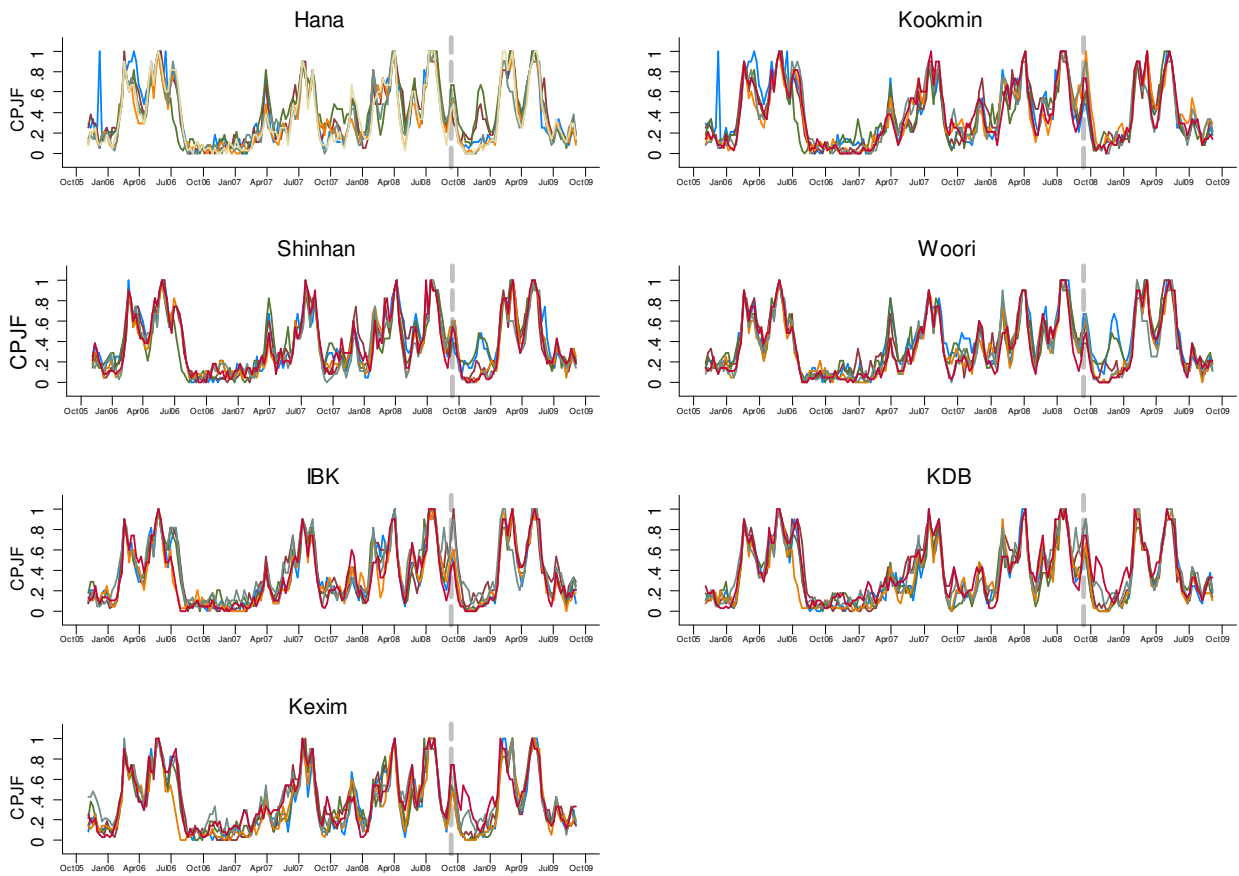 Hana
CPJF
0 .2 .4 .6 .8 1
Oct05 Jan06 Apr06 Jul06 Oct06 Jan07 Apr07 Jul07 Oct07 Jan08 Apr08 Jul08 Oct08 Jan09 Apr09 Jul09 Oct09
Kookmin
CPJF
0 .2 .4 .6 .8 1
Oct05 Jan06 Apr06 Jul06 Oct06 Jan07 Apr07 Jul07 Oct07 Jan08 Apr08 Jul08 Oct08 Jan09 Apr09 Jul09 Oct09
Shinhan
CPJF
0 .2 .4 .6 .8 1
Oct05 Jan06 Apr06 Jul06 Oct06 Jan07 Apr07 Jul07 Oct07 Jan08 Apr08 Jul08 Oct08 Jan09 Apr09 Jul09 Oct09
Woori
CPJF
0 .2 .4 .6 .8 1
Oct05 Jan06 Apr06 Jul06 Oct06 Jan07 Apr07 Jul07 Oct07 Jan08 Apr08 Jul08 Oct08 Jan09 Apr09 Jul09 Oct09
IBK
CPJF
0 .2 .4 .6 .8 1
Oct05 Jan06 Apr06 Jul06 Oct06 Jan07 Apr07 Jul07 Oct07 Jan08 Apr08 Jul08 Oct08 Jan09 Apr09 Jul09 Oct09
KDB
CPJF
0 .2 .4 .6 .8 1
Oct05 Jan06 Apr06 Jul06 Oct06 Jan07 Apr07 Jul07 Oct07 Jan08 Apr08 Jul08 Oct08 Jan09 Apr09 Jul09 Oct09
Kexim
CPJF
0 .2 .4 .6 .8 1
Oct05 Jan06 Apr06 Jul06 Oct06 Jan07 Apr07 Jul07 Oct07 Jan08 Apr08 Jul08 Oct08 Jan09 Apr09 Jul09 Oct09